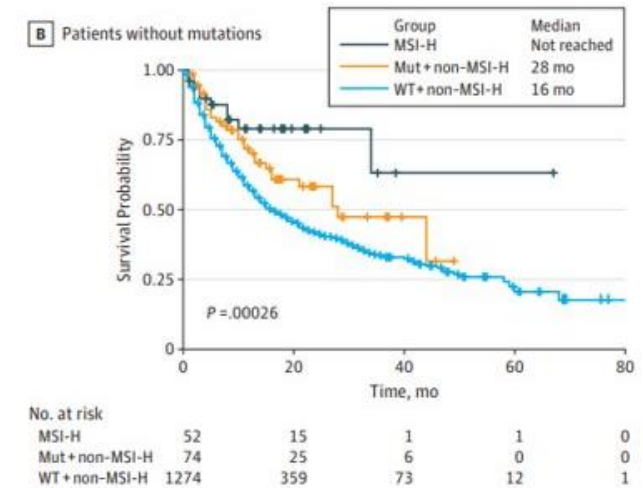 B Patients without mutations
Group Median
MSI-H Not reached
Mut+non-MSI-H 28 mo
WT+non-MSI-H 16 mo
1.00
0.75
0.50
0.25
0
Survival Probability
P=.00026
0 20 40 60 80
Time, mo
No. at risk
MSI-H 52 15 1 1 0
Mut+non-MSI-H 74 25 6 0 0
WT+non-MSI-H 1274 359 73 12 1